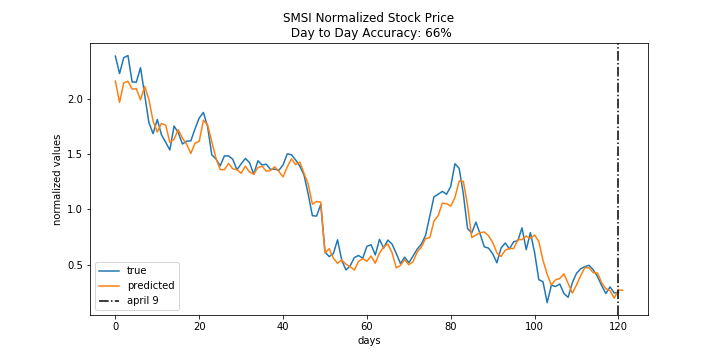 SMSI Normalized Stock Price
Day to Day Accuracy: 66%
normalized values
2.0
1.5
1.0
0.5
true
predicted
april 9
0 20 40 60 80 100 120
days